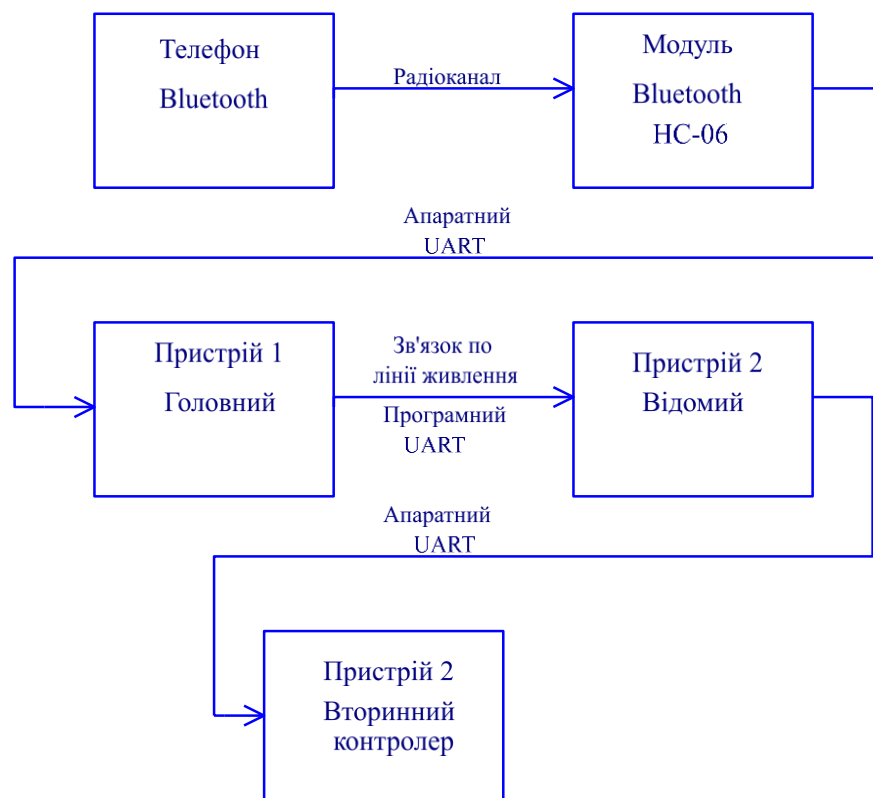 Телефон
Bluetooth
Радіоканал
Модуль
Bluetooth
HC-06
Апаратний
UART
Пристрій 1
Головний
Зв'язок по
лінії живлення
Програмний
UART
Пристрій 2
Відомий
Апаратний
UART
Пристрій 2
Вторинний
контролер